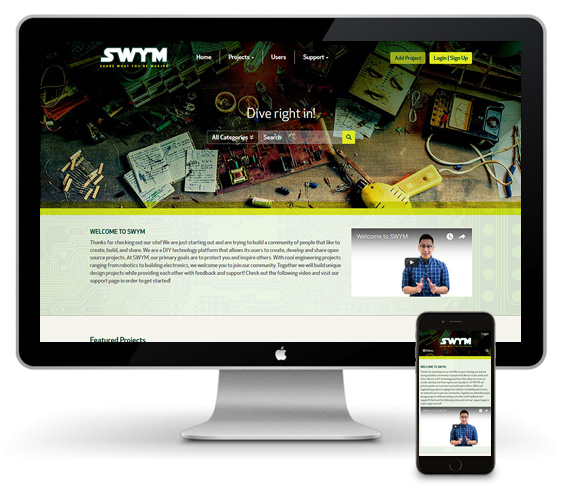 SWYM
SHARE WHAT YOU'RE MAKING
Home Projects Users Support
Add Project Login | Sign Up
Dive right in!
All Categories Search
WELCOME TO SWYM
Thanks for checking out our site! We are just starting out and are trying to build a community of people that like to
create, build, and share. We are a DIY technology platform that allows its users to create, develop and share open
source projects. At SWYM, our primary goals are to protect you and inspire others. With cool engineering projects
ranging from robotics to building electronics, we welcome you to join our community. Together we will build unique
design projects while providing each other with feedback and support! Check out the following video and visit our
support page in order to get started!
Welcome to SWYM
Featured Projects
Login
SWYM
Menu
WELCOME TO SWYM
Welcome to SWYM